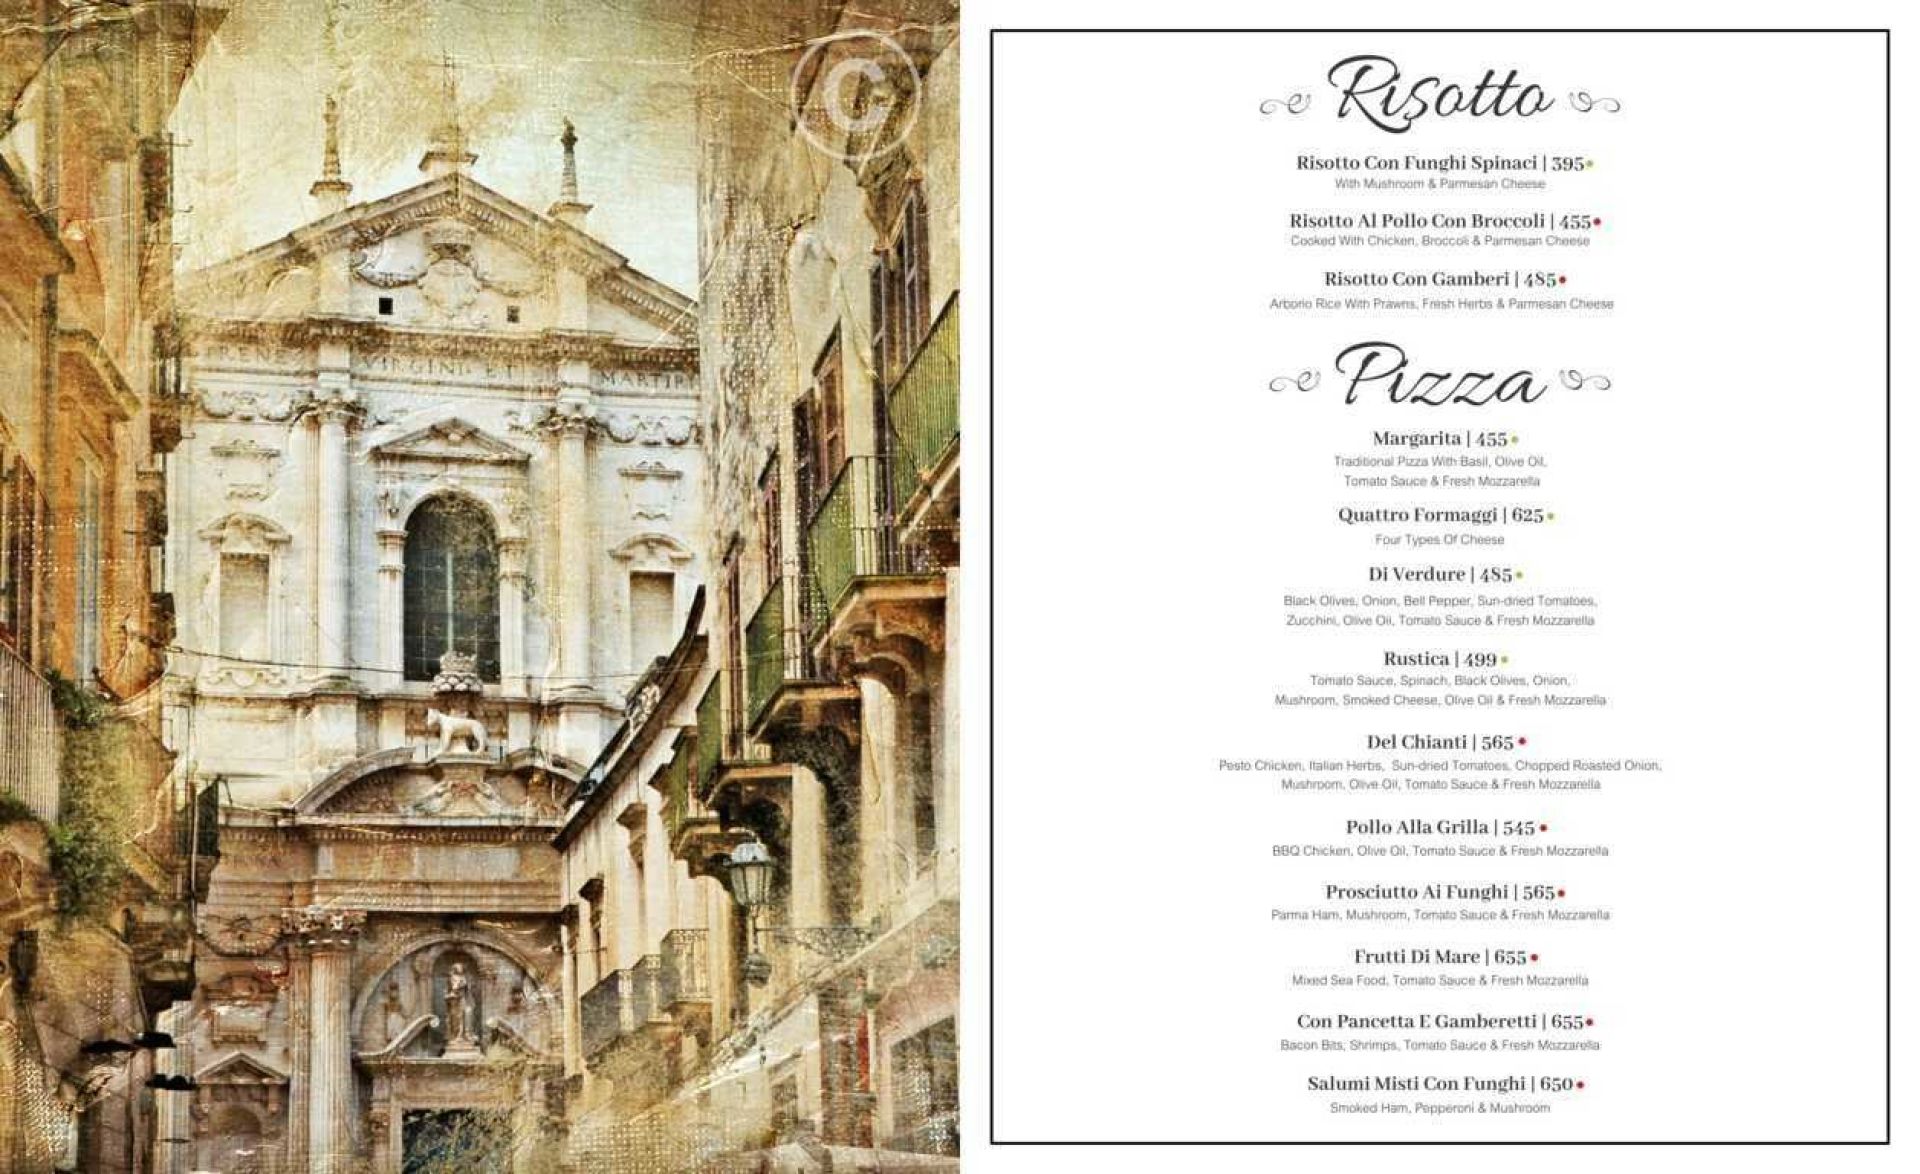 ©
IRENE VIRGINI ET MARTIRI
Risotto
Risotto Con Funghi Spinaci | 395
With Mushroom & Parmesan Cheese
Risotto Al Pollo Con Broccoli | 455
Cooked With Chicken, Broccoli & Parmesan Cheese
Risotto Con Gamberi | 485
Arborio Rice With Prawns, Fresh Herbs & Parmesan Cheese
Pizza
Margarita | 455
Traditional Pizza With Basil, Olive Oil,
Tomato Sauce & Fresh Mozzarella
Quattro Formaggi | 625
Four Types Of Cheese
Di Verdure | 485
Black Olives, Onion, Bell Pepper, Sun-dried Tomatoes,
Zucchini, Olive Oil, Tomato Sauce & Fresh Mozzarella
Rustica | 499
Tomato Sauce, Spinach, Black Olives, Onion,
Mushroom, Smoked Cheese, Olive Oil & Fresh Mozzarella
Del Chianti | 565
Pesto Chicken, Italian Herbs, Sun-dried Tomatoes, Chopped Roasted Onion,
Mushroom, Olive Oil, Tomato Sauce & Fresh Mozzarella
Pollo Alla Grilla | 545
BBQ Chicken, Olive Oil, Tomato Sauce & Fresh Mozzarella
Prosciutto Ai Funghi | 565
Parma Ham, Mushroom, Tomato Sauce & Fresh Mozzarella
Frutti Di Mare | 655
Mixed Sea Food, Tomato Sauce & Fresh Mozzarella
Con Pancetta E Gamberetti | 655
Bacon Bits, Shrimps, Tomato Sauce & Fresh Mozzarella
Salumi Misti Con Funghi | 650
Smoked Ham, Pepperoni & Mushroom